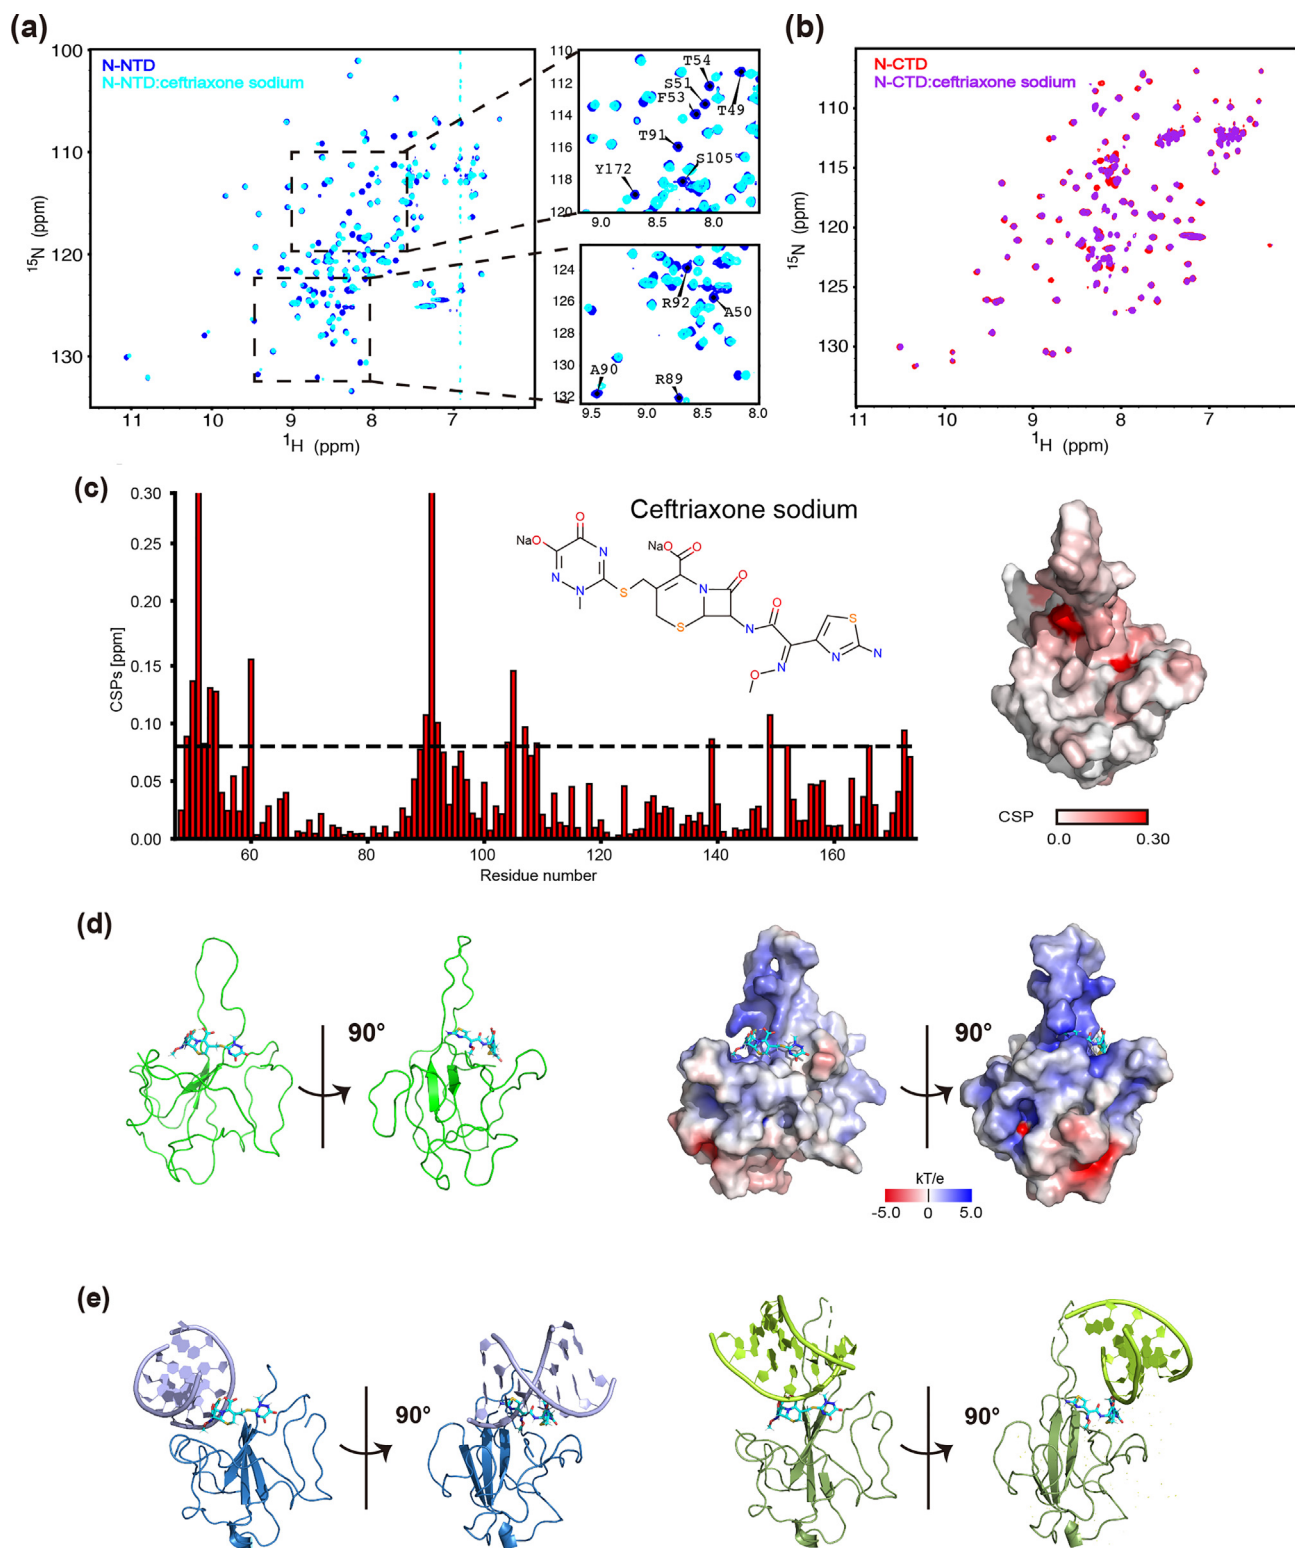 (a)
N-NTD
N-NTD:ceftriaxone sodium
100
110
120
130
15N (ppm)
11 10 9 8 7
1H (ppm)
110
112
114
116
118
120
T54
S51
F53
T49
T91
S105
Y172
9.0 8.5 8.0
124
126
128
130
132
R92
A50
A90
R89
9.5 9.0 8.5 8.0
(b)
N-CTD
N-CTD:ceftriaxone sodium
110
115
120
125
130
15N (ppm)
11 10 9 8 7
1H (ppm)
(c)
0.30
0.25
0.20
0.15
0.10
0.05
0.00
CSPs [ppm]
60 80 100 120 140 160
Residue number
Ceftriaxone sodium
O
NaO
N
N
N
S
NaO
O
N
O
S
N
O
S
N
N
N
O
CSP
0.0 0.30
(d)
90°
90°
kT/e
-5.0 0 5.0
(e)
90°
90°